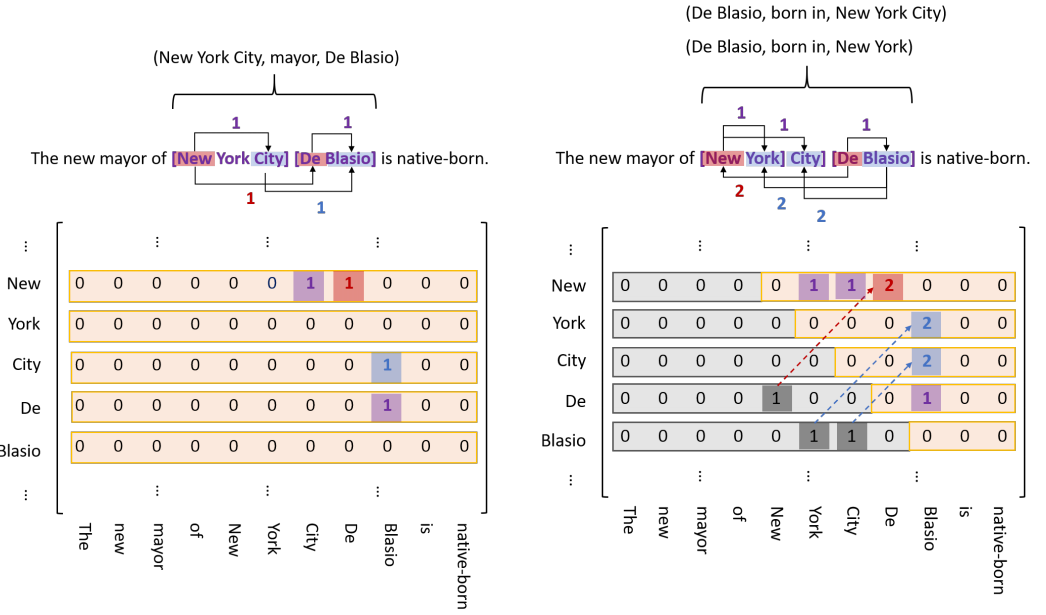 (New York City, mayor, De Blasio)
1 1
The new mayor of [New York City] [De Blasio] is native-born.
1 1
... ... ... ...
New 0 0 0 0 0 0 1 1 0 0 0
York 0 0 0 0 0 0 0 0 0 0 0
City 0 0 0 0 0 0 0 0 1 0 0
De 0 0 0 0 0 0 0 0 1 0 0
Blasio 0 0 0 0 0 0 0 0 0 0 0
... ... ... ...
The new mayor of New York City De Blasio is native-born
(De Blasio, born in, New York City)
(De Blasio, born in, New York)
1 1 1
The new mayor of [New York] City] [De Blasio] is native-born.
2 2 2
... ... ... ...
New 0 0 0 0 0 1 1 2 0 0 0
York 0 0 0 0 0 0 0 0 2 0 0
City 0 0 0 0 0 0 0 0 2 0 0
De 0 0 0 0 1 0 0 0 1 0 0
Blasio 0 0 0 0 0 1 1 0 0 0 0
... ... ... ...
The new mayor of New York City De Blasio is native-born